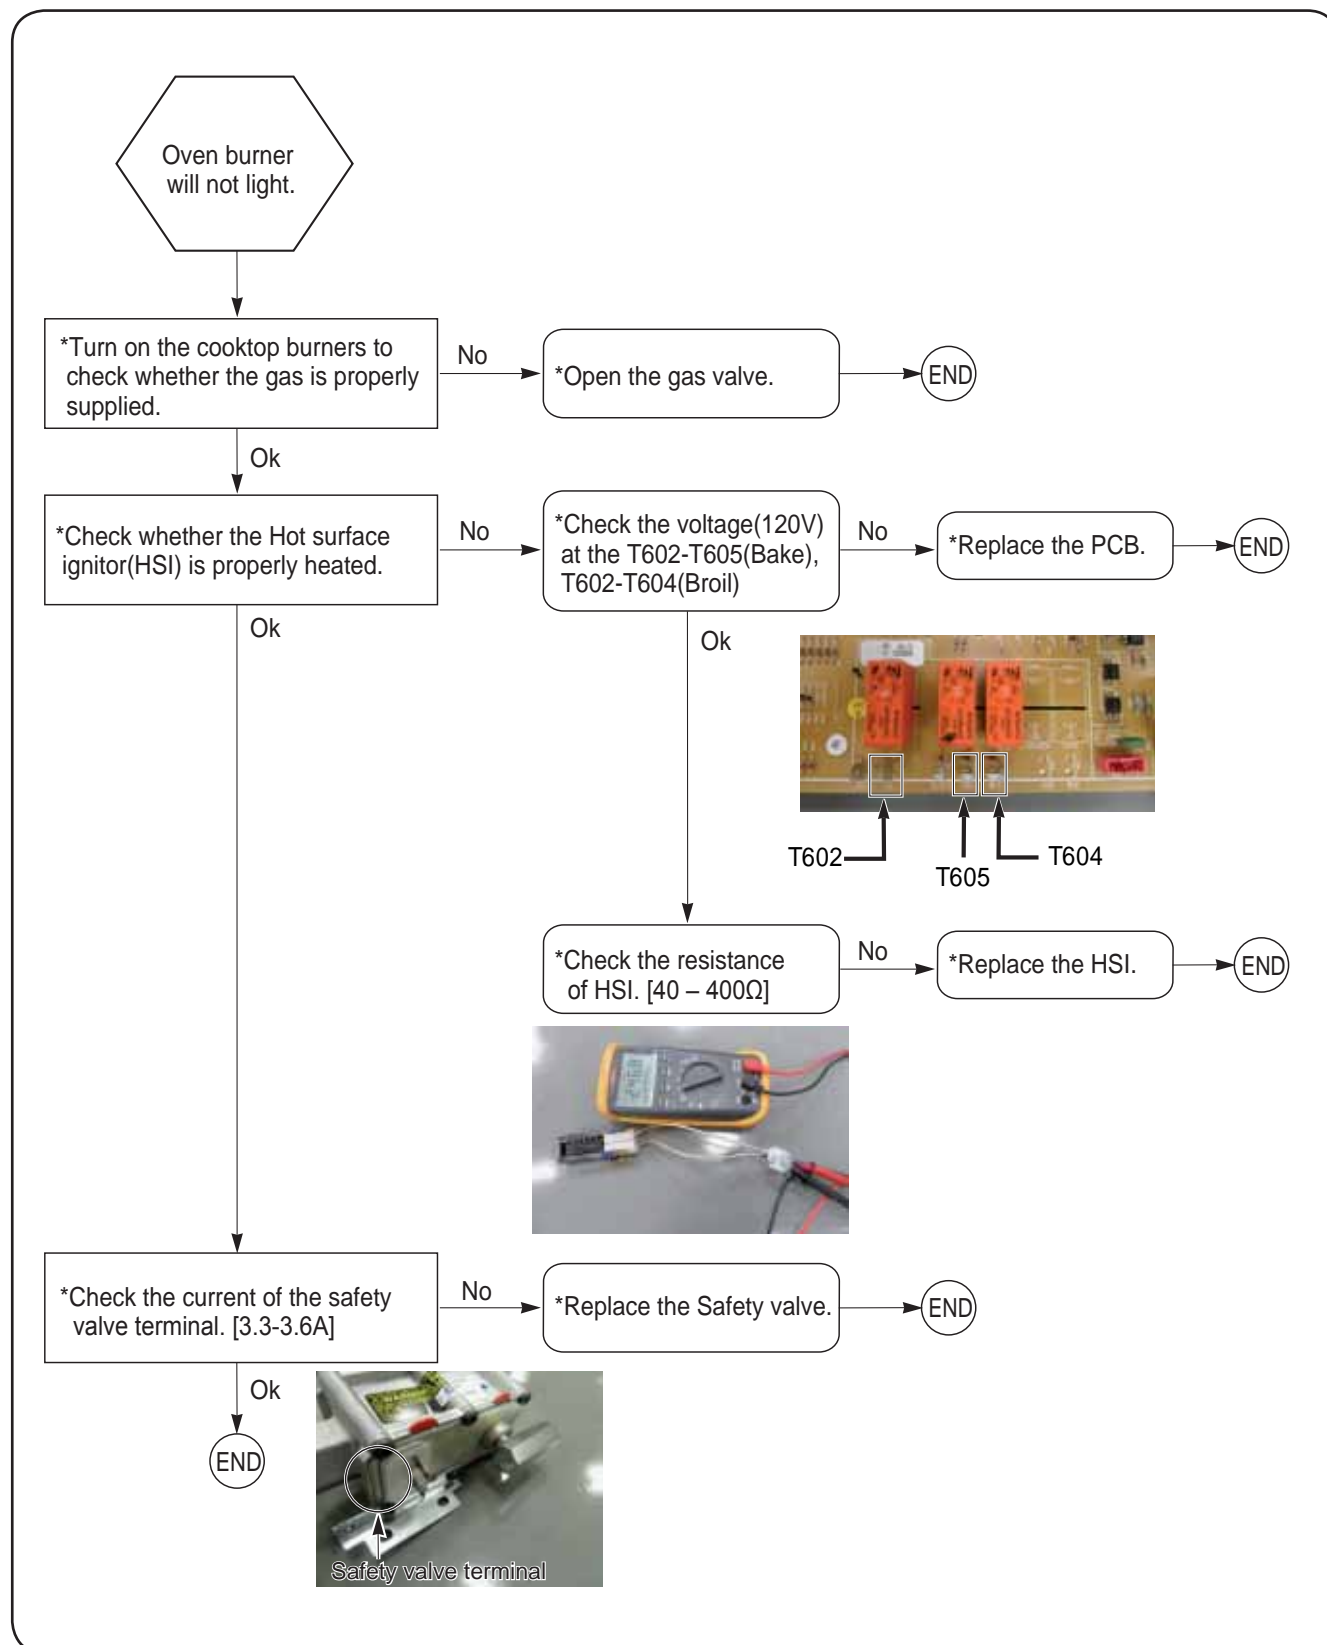 Oven burner
will not light.
*Turn on the cooktop burners to
check whether the gas is properly
supplied.
No
*Open the gas valve.
END
Ok
*Check whether the Hot surface
ignitor(HSI) is properly heated.
No
*Check the voltage(120V)
at the T602-T605(Bake),
T602-T604(Broil)
No
*Replace the PCB.
END
Ok
Ok
T602
T605
T604
*Check the resistance
of HSI. [40 – 400Ω]
No
*Replace the HSI.
END
*Check the current of the safety
valve terminal. [3.3-3.6A]
No
*Replace the Safety valve.
END
Ok
END
Safety valve terminal